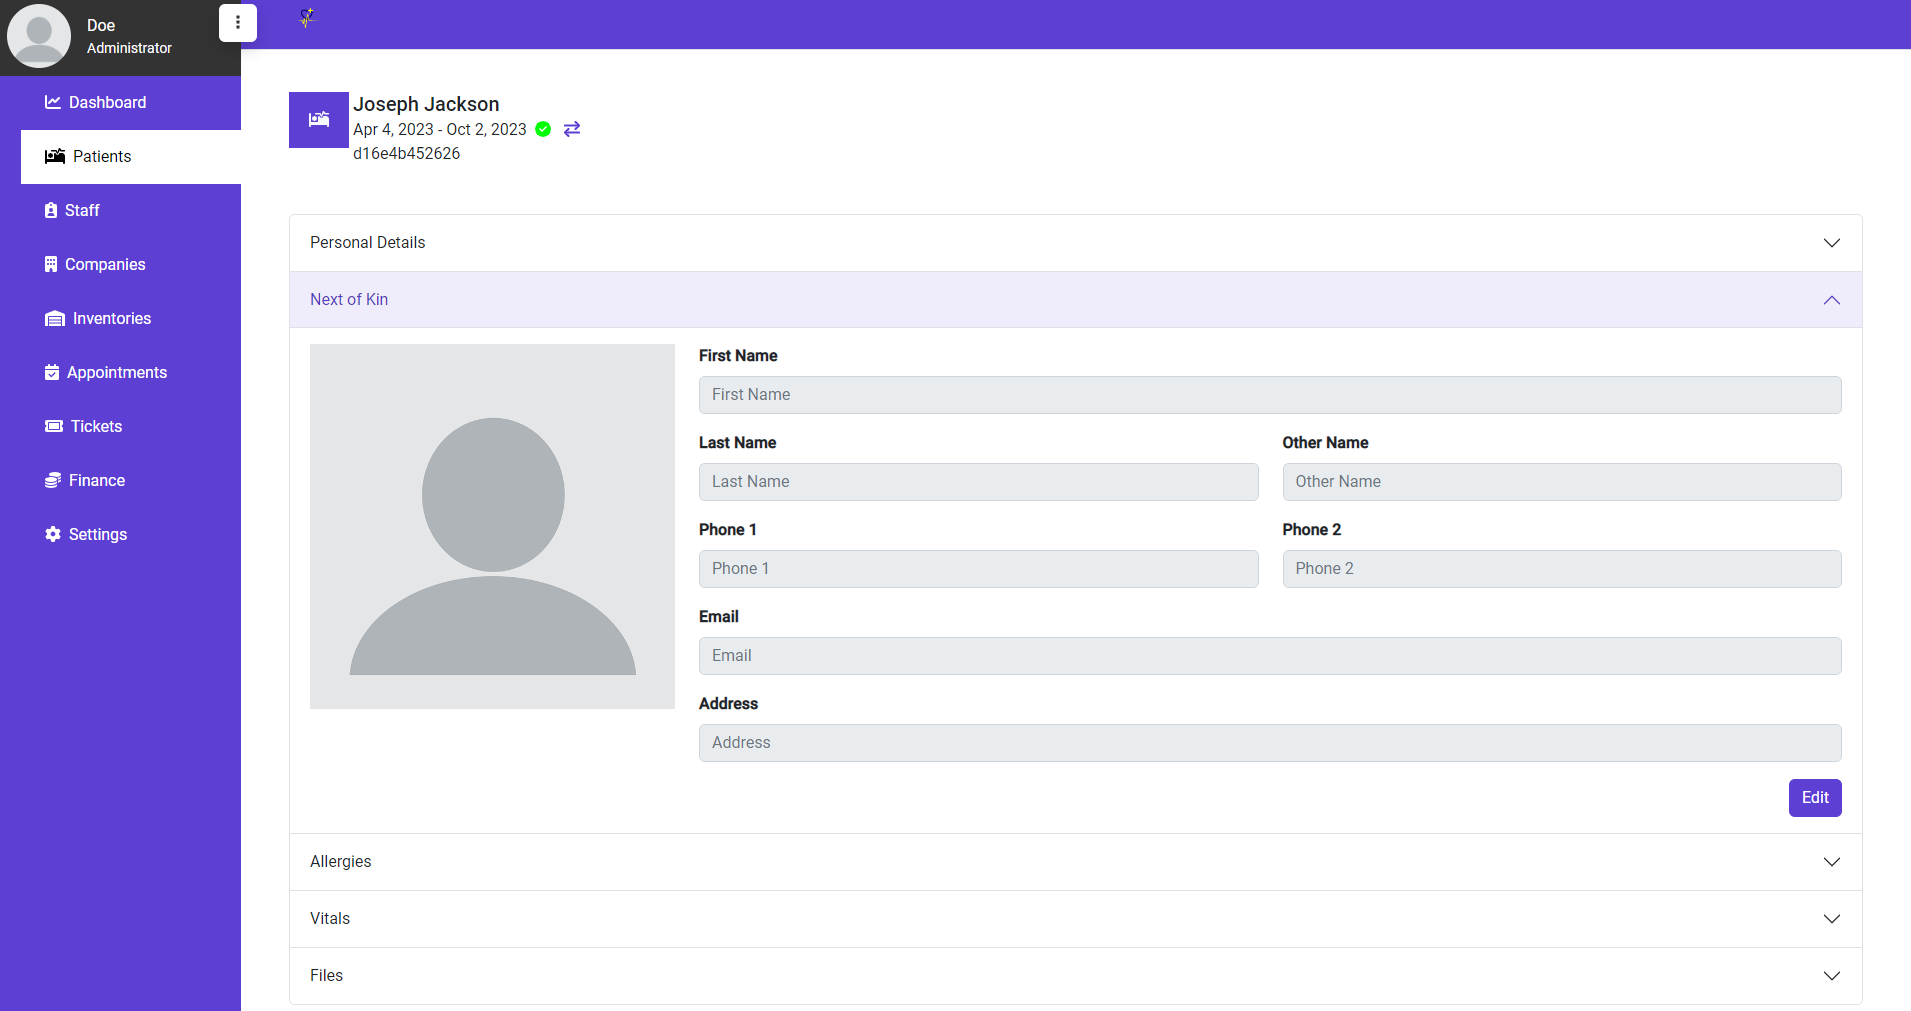 Doe
Administrator
Dashboard
Patients
Staff
Companies
Inventories
Appointments
Tickets
Finance
Settings
Joseph Jackson
Apr 4, 2023 - Oct 2, 2023
d16e4b452626
Personal Details
Next of Kin
First Name
First Name
Last Name
Other Name
Last Name
Other Name
Phone 1
Phone 2
Phone 1
Phone 2
Email
Email
Address
Address
Edit
Allergies
Vitals
Files